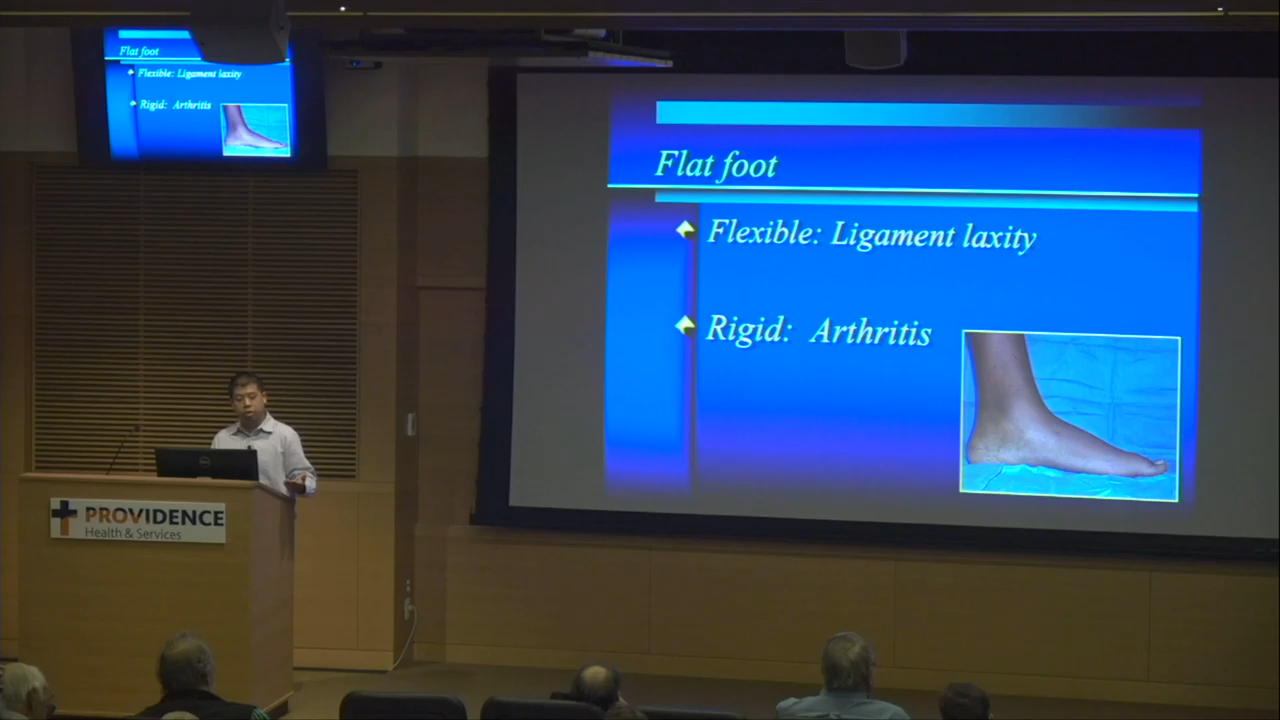 Flat foot
Flexible: Ligament laxity
Rigid: Arthritis
Flat foot
Flexible: Ligament laxity
Rigid: Arthritis
PROVIDENCE
Health & Services